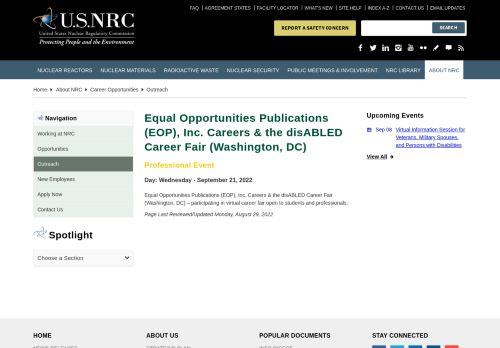 FAQ | AGREEMENT STATES | FACILITY LOCATOR | WHAT'S NEW | SITE HELP | INDEX A-Z | CONTACT US | EMAIL UPDATES
U.S.NRC
United States Nuclear Regulatory Commission
Protecting People and the Environment
REPORT A SAFETY CONCERN
SEARCH
NUCLEAR REACTORS NUCLEAR MATERIALS RADIOACTIVE WASTE NUCLEAR SECURITY PUBLIC MEETINGS & INVOLVEMENT NRC LIBRARY ABOUT NRC
Home > About NRC > Career Opportunities > Outreach
Navigation
Working at NRC
Opportunities
Outreach
New Employees
Apply Now
Contact Us
Spotlight
Choose a Section
Equal Opportunities Publications
(EOP), Inc. Careers & the disABLED
Career Fair (Washington, DC)
Professional Event
Day: Wednesday - September 21, 2022
Equal Opportunities Publications (EOP), Inc. Careers & the disABLED Career Fair
(Washington, DC) – participating in virtual career fair open to students and professionals.
Page Last Reviewed/Updated Monday, August 29, 2022
Upcoming Events
Sep 08 Virtual Information Session for
Veterans, Military Spouses,
and Persons with Disabilities
View All
HOME ABOUT US POPULAR DOCUMENTS STAY CONNECTED